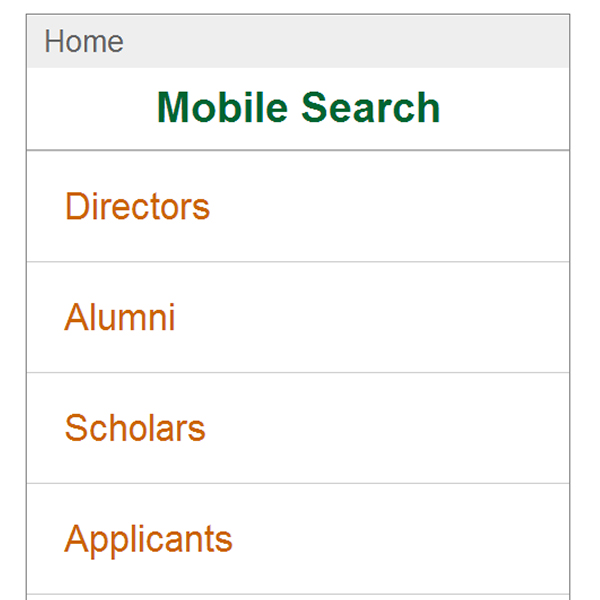 Home
Mobile Search
Directors
Alumni
Scholars
Applicants